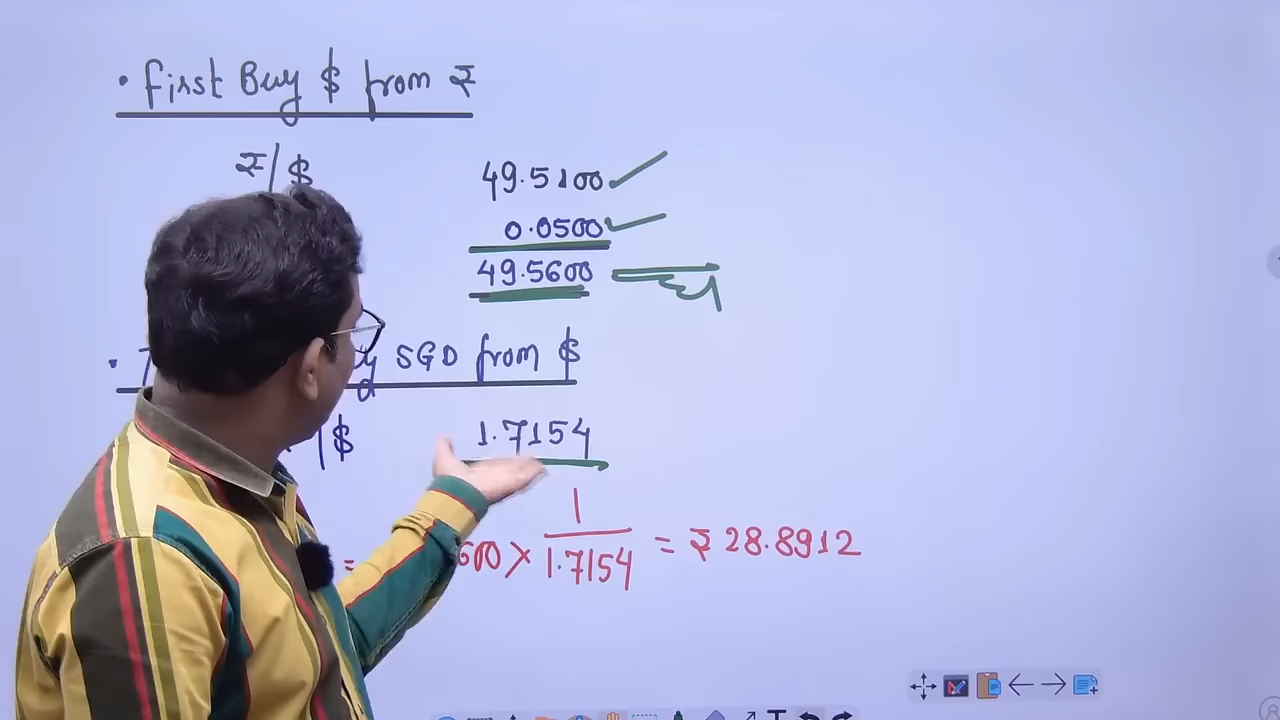 • First Buy $ from ₹
₹/$
49.5100
0.0500
49.5600
• SGD from $
/$
1.7154
= 600 × 1/1.7154 = ₹ 28.8912